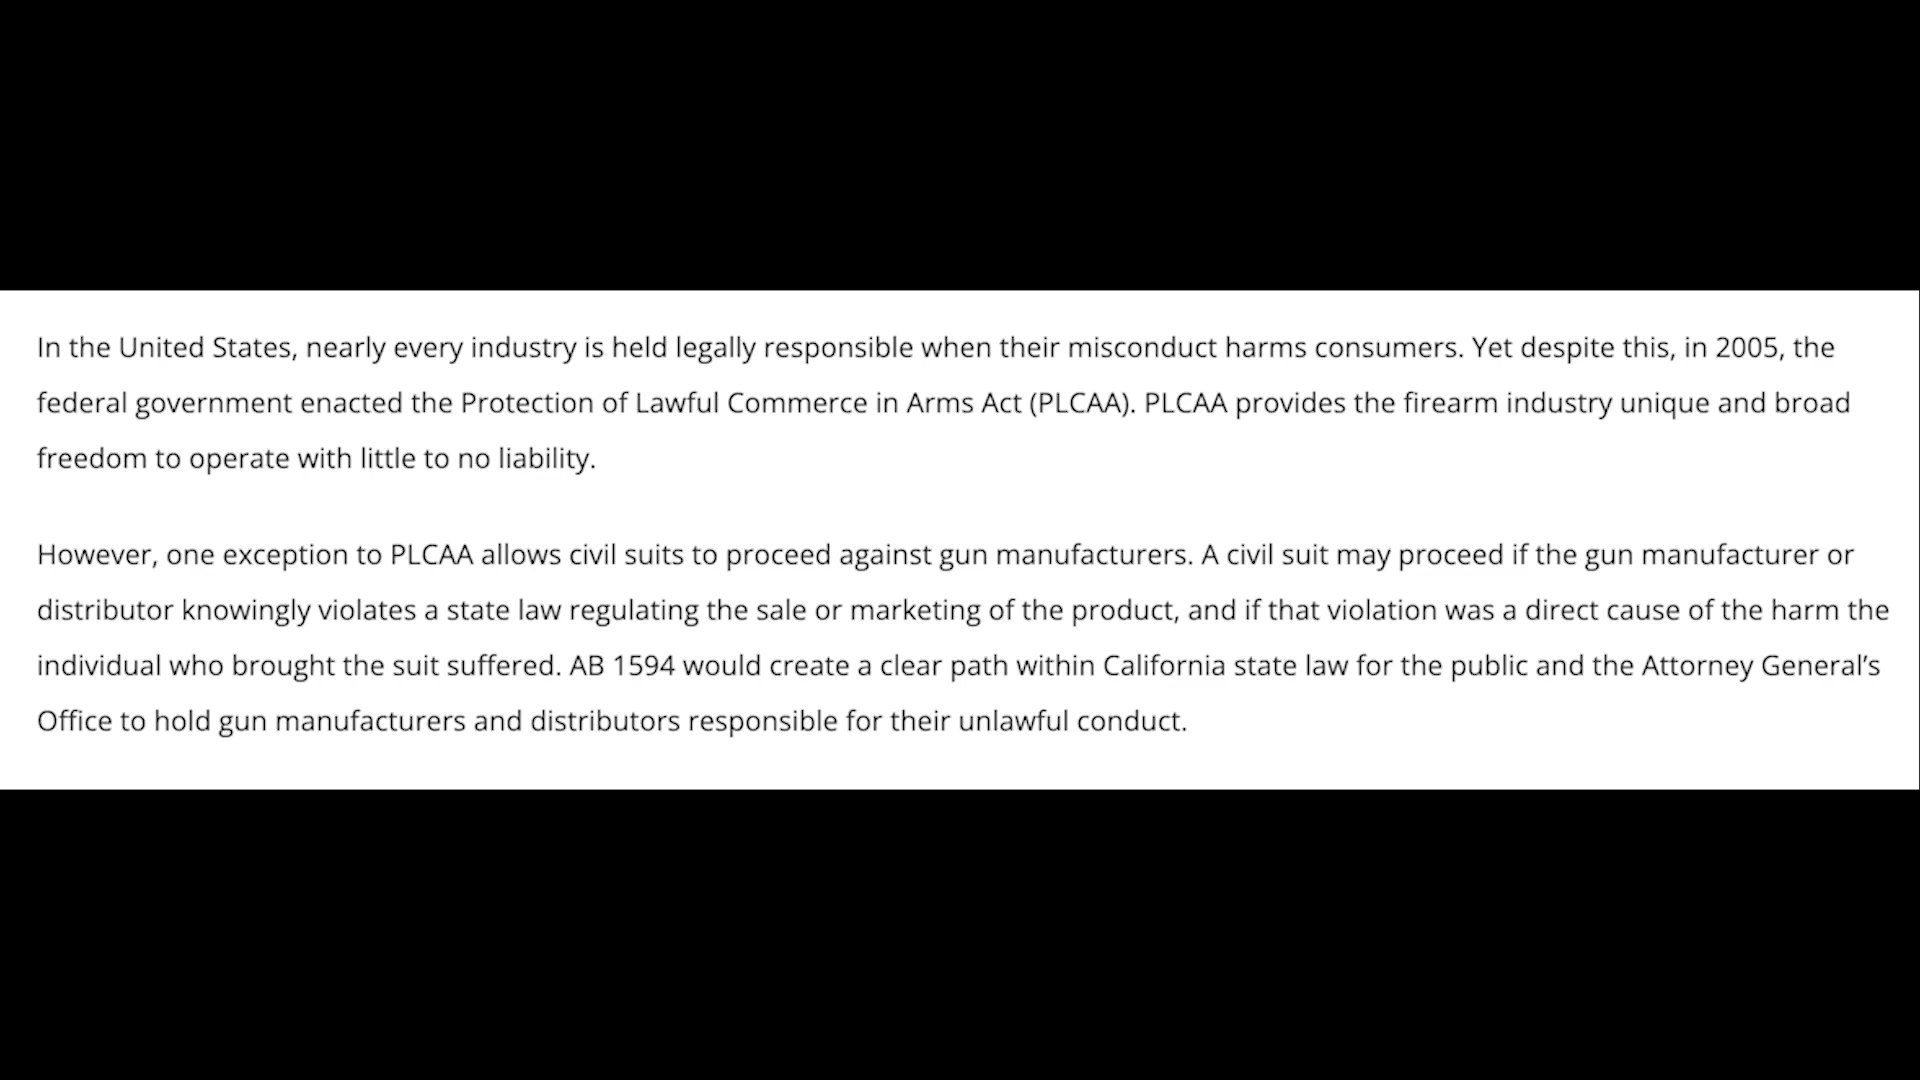 In the United States, nearly every industry is held legally responsible when their misconduct harms consumers. Yet despite this, in 2005, the
federal government enacted the Protection of Lawful Commerce in Arms Act (PLCAA). PLCAA provides the firearm industry unique and broad
freedom to operate with little to no liability.
However, one exception to PLCAA allows civil suits to proceed against gun manufacturers. A civil suit may proceed if the gun manufacturer or
distributor knowingly violates a state law regulating the sale or marketing of the product, and if that violation was a direct cause of the harm the
individual who brought the suit suffered. AB 1594 would create a clear path within California state law for the public and the Attorney General’s
Office to hold gun manufacturers and distributors responsible for their unlawful conduct.